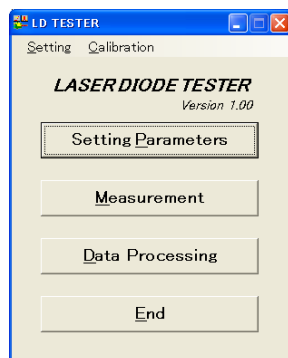 LD TESTER
Setting Calibration
LASER DIODE TESTER
Version 1.00
Setting Parameters
Measurement
Data Processing
End